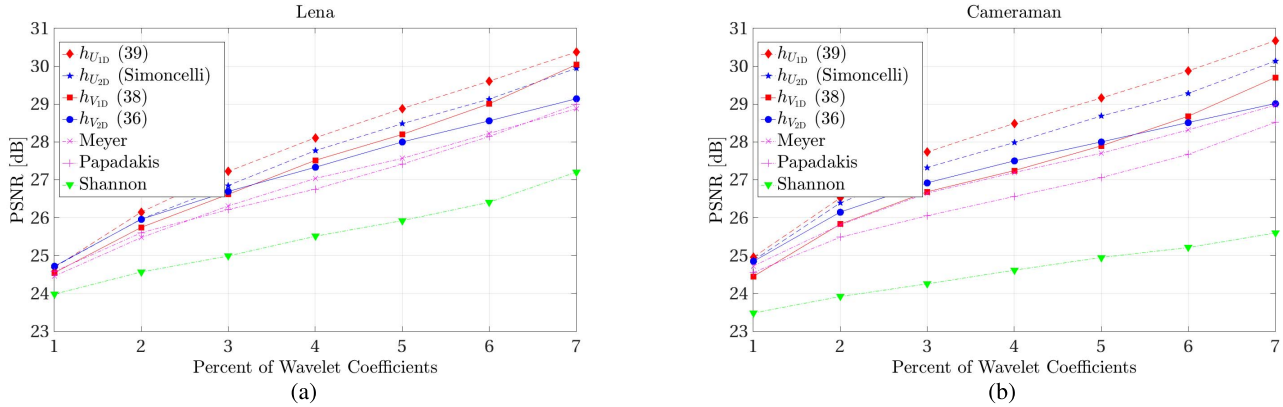 Lena
31
30
29
28
27
26
25
24
23
PSNR [dB]
h_{U_{1D}} (39)
h_{U_{2D}} (Simoncelli)
h_{V_{1D}} (38)
h_{V_{2D}} (36)
Meyer
Papadakis
Shannon
1 2 3 4 5 6 7
Percent of Wavelet Coefficients
(a)
Cameraman
31
30
29
28
27
26
25
24
23
PSNR [dB]
h_{U_{1D}} (39)
h_{U_{2D}} (Simoncelli)
h_{V_{1D}} (38)
h_{V_{2D}} (36)
Meyer
Papadakis
Shannon
1 2 3 4 5 6 7
Percent of Wavelet Coefficients
(b)